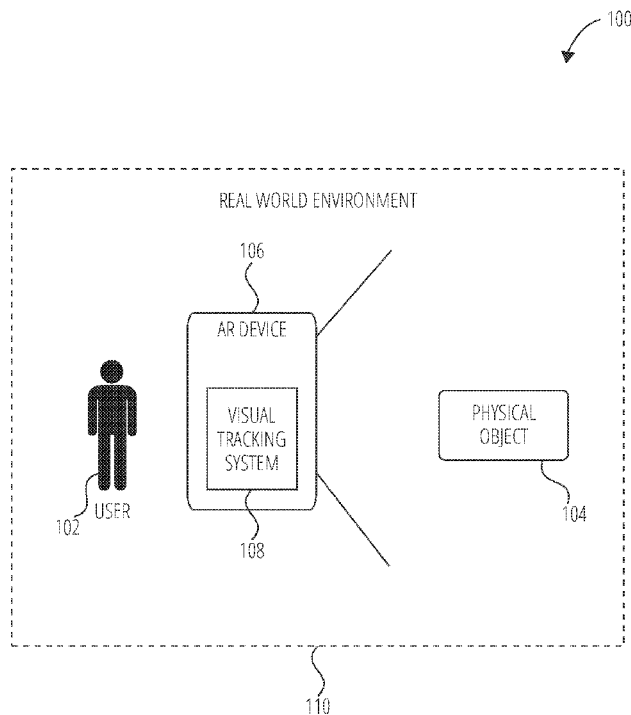 100
REAL WORLD ENVIRONMENT
106
AR DEVICE
VISUAL
TRACKING
SYSTEM
PHYSICAL
OBJECT
102
USER
108
104
110